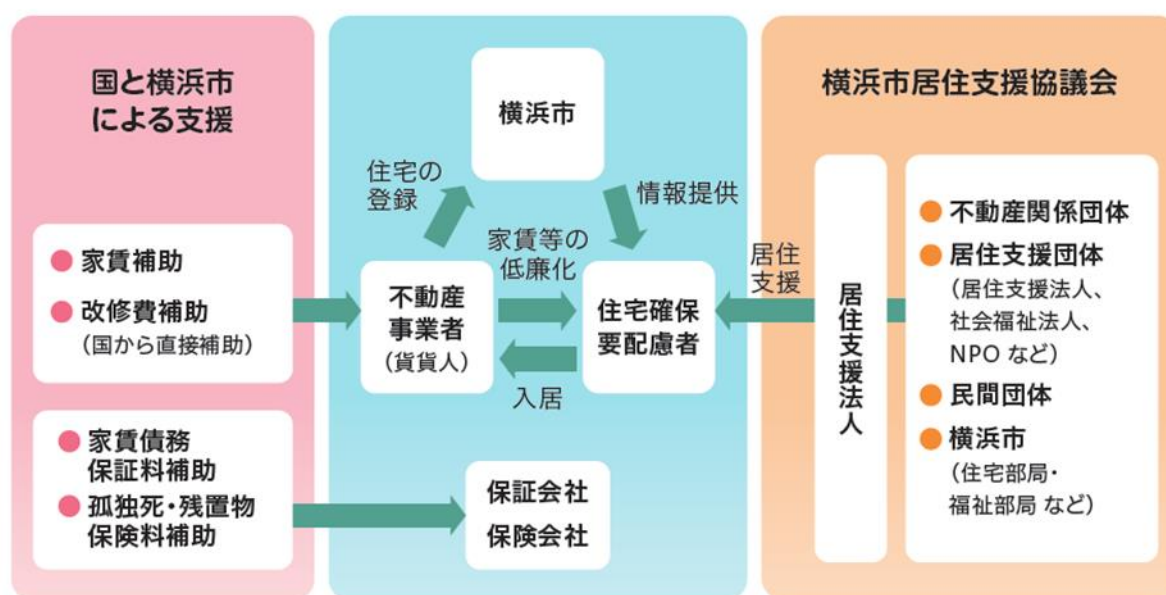 国と横浜市
による支援
家賃補助
改修費補助
（国から直接補助）
家賃債務
保証料補助
孤独死・残置物
保険料補助
横浜市
住宅の
登録
情報提供
家賃等の
低廉化
不動産
事業者
（貨貨人）
住宅確保
要配慮者
入居
保証会社
保険会社
居住
支援
横浜市居住支援協議会
居住支援法人
不動産関係団体
居住支援団体
（居住支援法人、
社会福祉法人、
NPO など）
民間団体
横浜市
（住宅部局・
福祉部局 など）